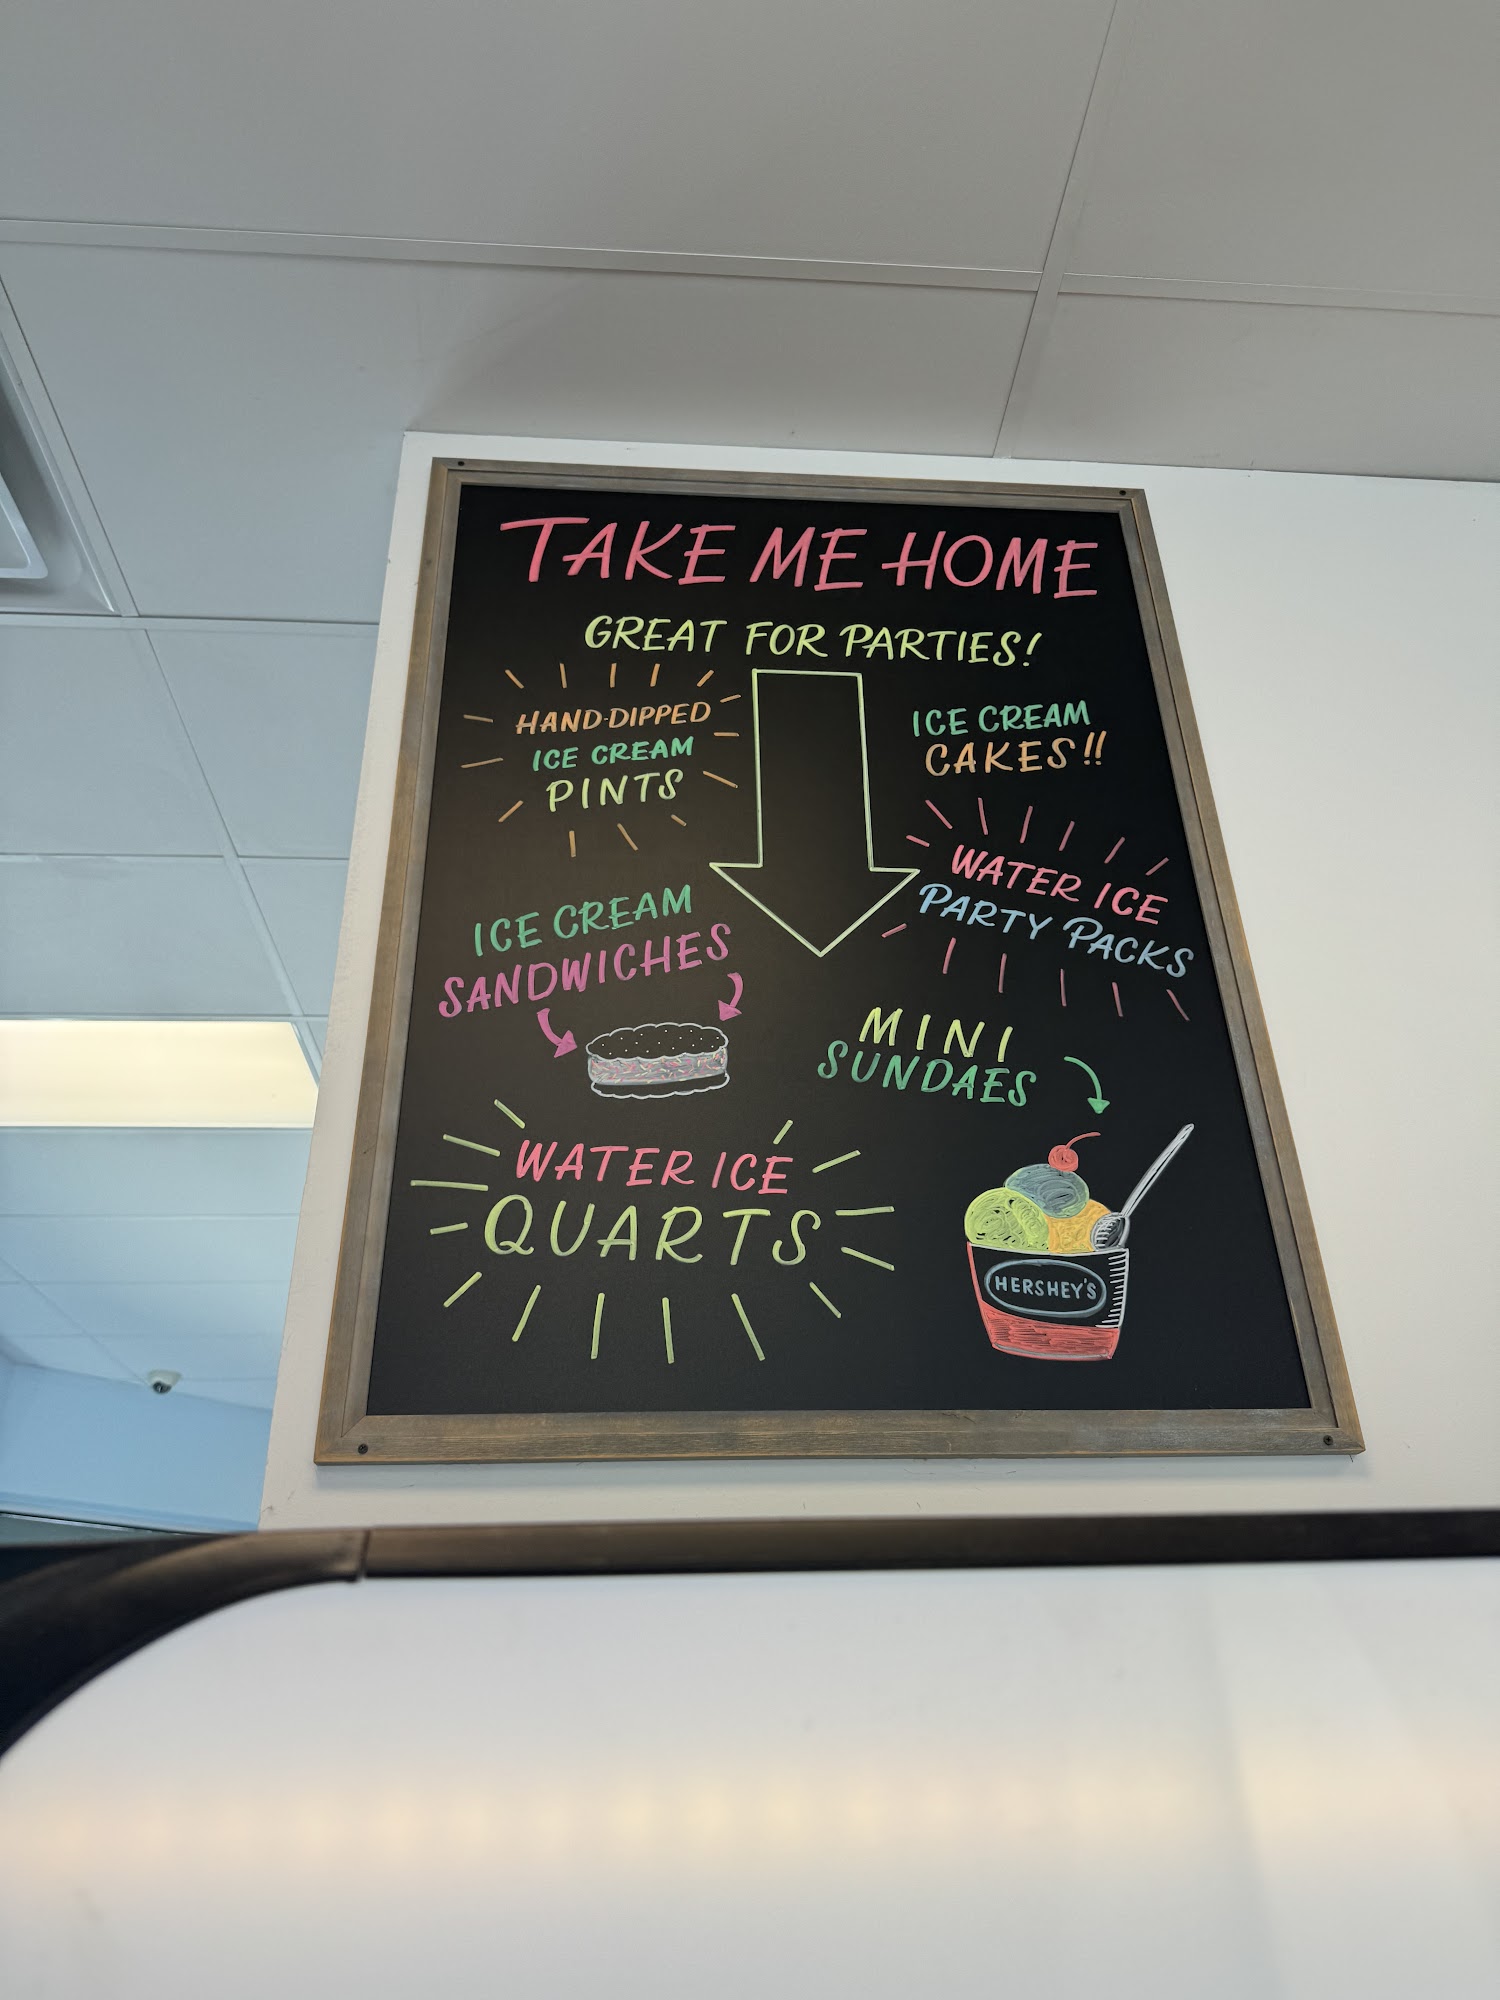 TAKE ME HOME
GREAT FOR PARTIES!
HAND-DIPPED
ICE CREAM
PINTS
ICE CREAM
CAKES!!
WATER ICE
PARTY PACKS
ICE CREAM
SANDWICHES
MINI
SUNDAES
WATER ICE
QUARTS
HERSHEY'S